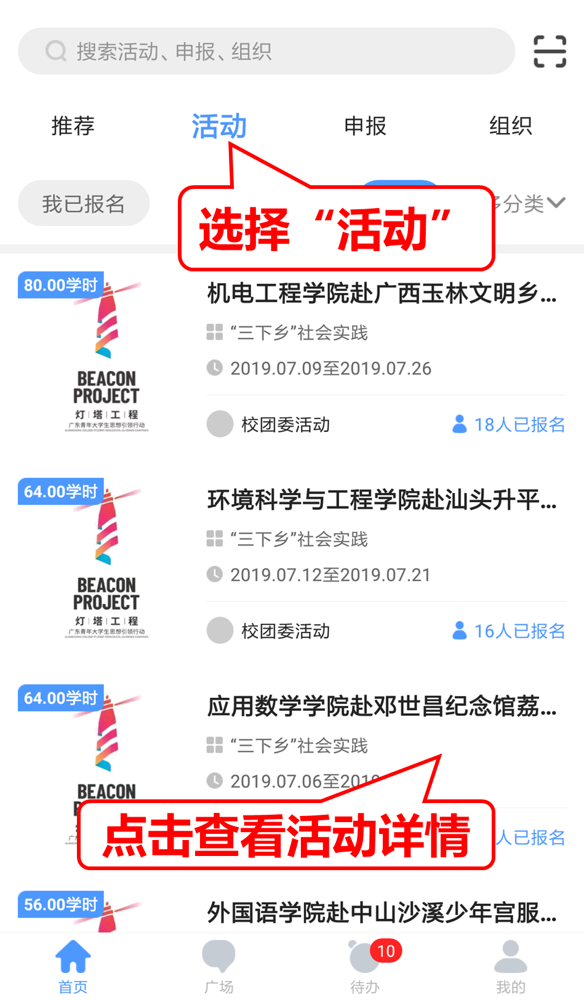 搜索活动、申报、组织
推荐 活动 申报 组织
我已报名 分类
选择“活动”
80.00学时
机电工程学院赴广西玉林文明乡...
“三下乡”社会实践
2019.07.09至2019.07.26
BEACON
PROJECT
灯 塔 工 程
广东青年大学生思想引领行动
校团委活动 18人已报名
64.00学时
环境科学与工程学院赴汕头升平...
“三下乡”社会实践
2019.07.12至2019.07.21
BEACON
PROJECT
灯 塔 工 程
广东青年大学生思想引领行动
校团委活动 16人已报名
64.00学时
应用数学学院赴邓世昌纪念馆荔...
“三下乡”社会实践
2019.07.06至2019
BEACON
点击查看活动详情
人已报名
56.00学时
外国语学院赴中山沙溪少年宫服...
10
首页 广场 待办 我的